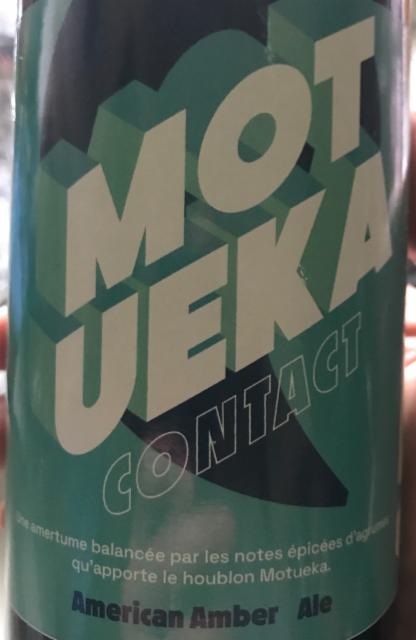 MOT
UEKA
CONTACT
Une amertume balancée par les notes épicées d'agrumes
qu'apporte le houblon Motueka.
American Amber Ale